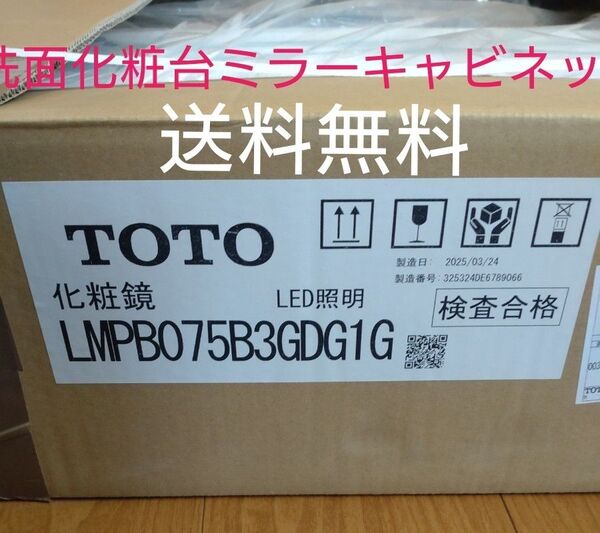 洗面化粧台ミラーキャビネッ
送料無料
TOTO
製造日: 2025/03/24
製造番号: 325324DE6789066
化粧鏡
LED照明
検査合格
LMPB075B3GDG1G